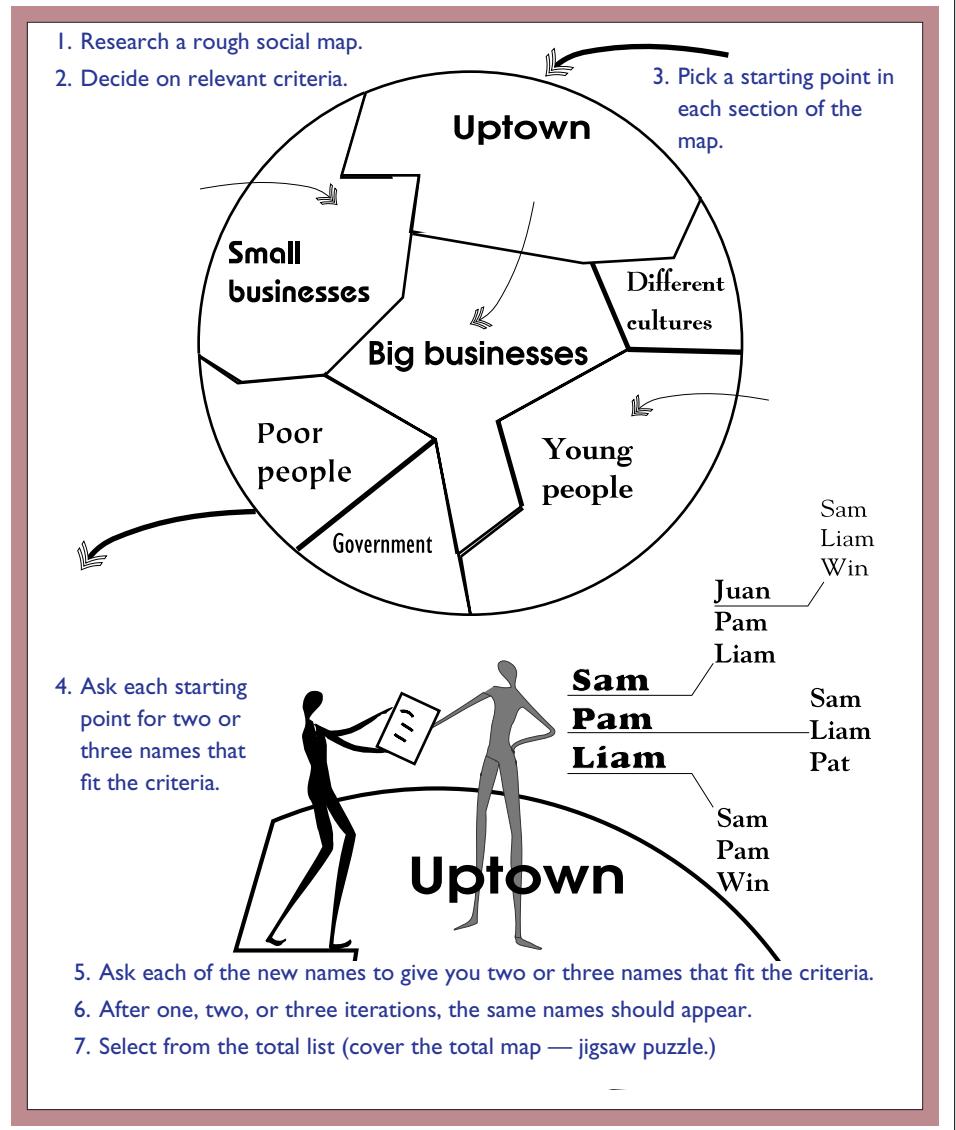 1. Research a rough social map.
2. Decide on relevant criteria.
3. Pick a starting point in
each section of the
map.
Uptown
Small
businesses
Different
cultures
Big businesses
Poor
people
Young
people
Government
Sam
Liam
Win
Juan
Pam
Liam
4. Ask each starting
point for two or
three names that
fit the criteria.
Sam
Pam
Liam
Sam
Liam
Pat
Sam
Pam
Win
Uptown
5. Ask each of the new names to give you two or three names that fit the criteria.
6. After one, two, or three iterations, the same names should appear.
7. Select from the total list (cover the total map — jigsaw puzzle.)